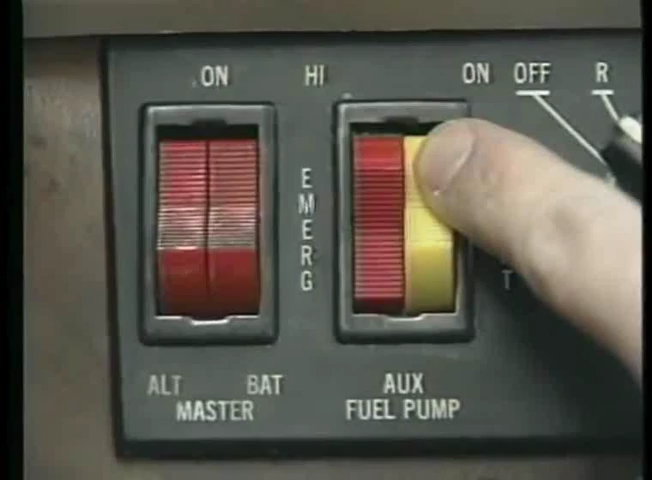 ON HI ON OFF R
EMERG
T
ALT BAT
MASTER
AUX
FUEL PUMP